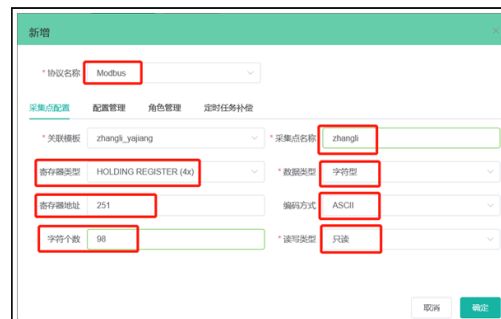 新增
* 协议名称 Modbus
采集点配置 配置管理 角色管理 定时任务补偿
* 关联模板 zhangli_yajiang * 采集点名称 zhangli
寄存器类型 HOLDING REGISTER (4x) * 数据类型 字符型
寄存器地址 251 编码方式 ASCII
字符个数 98 * 读写类型 只读
取消 确定